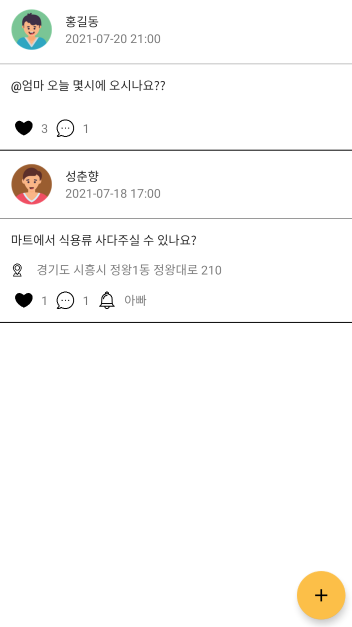 홍길동
2021-07-20 21:00
@엄마 오늘 몇시에 오시나요??
3 1
성춘향
2021-07-18 17:00
마트에서 식용류 사다주실 수 있나요?
경기도 시흥시 정왕1동 정왕대로 210
1 1 아빠
+